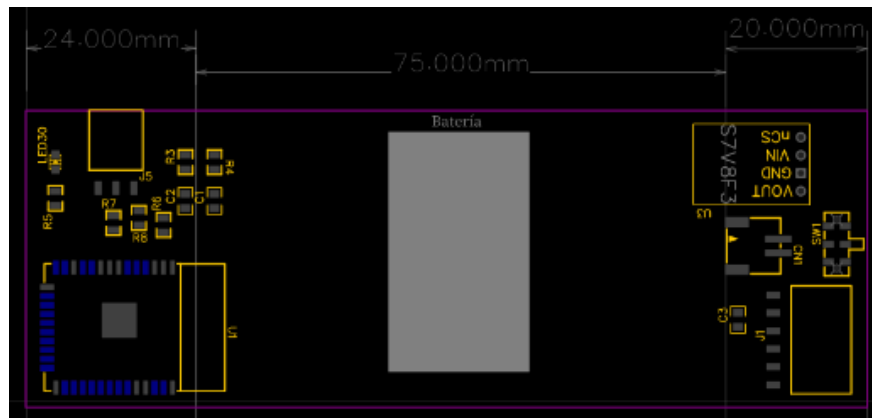 24.000mm
75.000mm
20.000mm
Batería
LED30
J5
R5
R7
R8
R6
R3
R4
C2
C1
U1
S7V8F3
nCS
VIN
GND
VOUT
U3
CN1
SW1
C3
J1